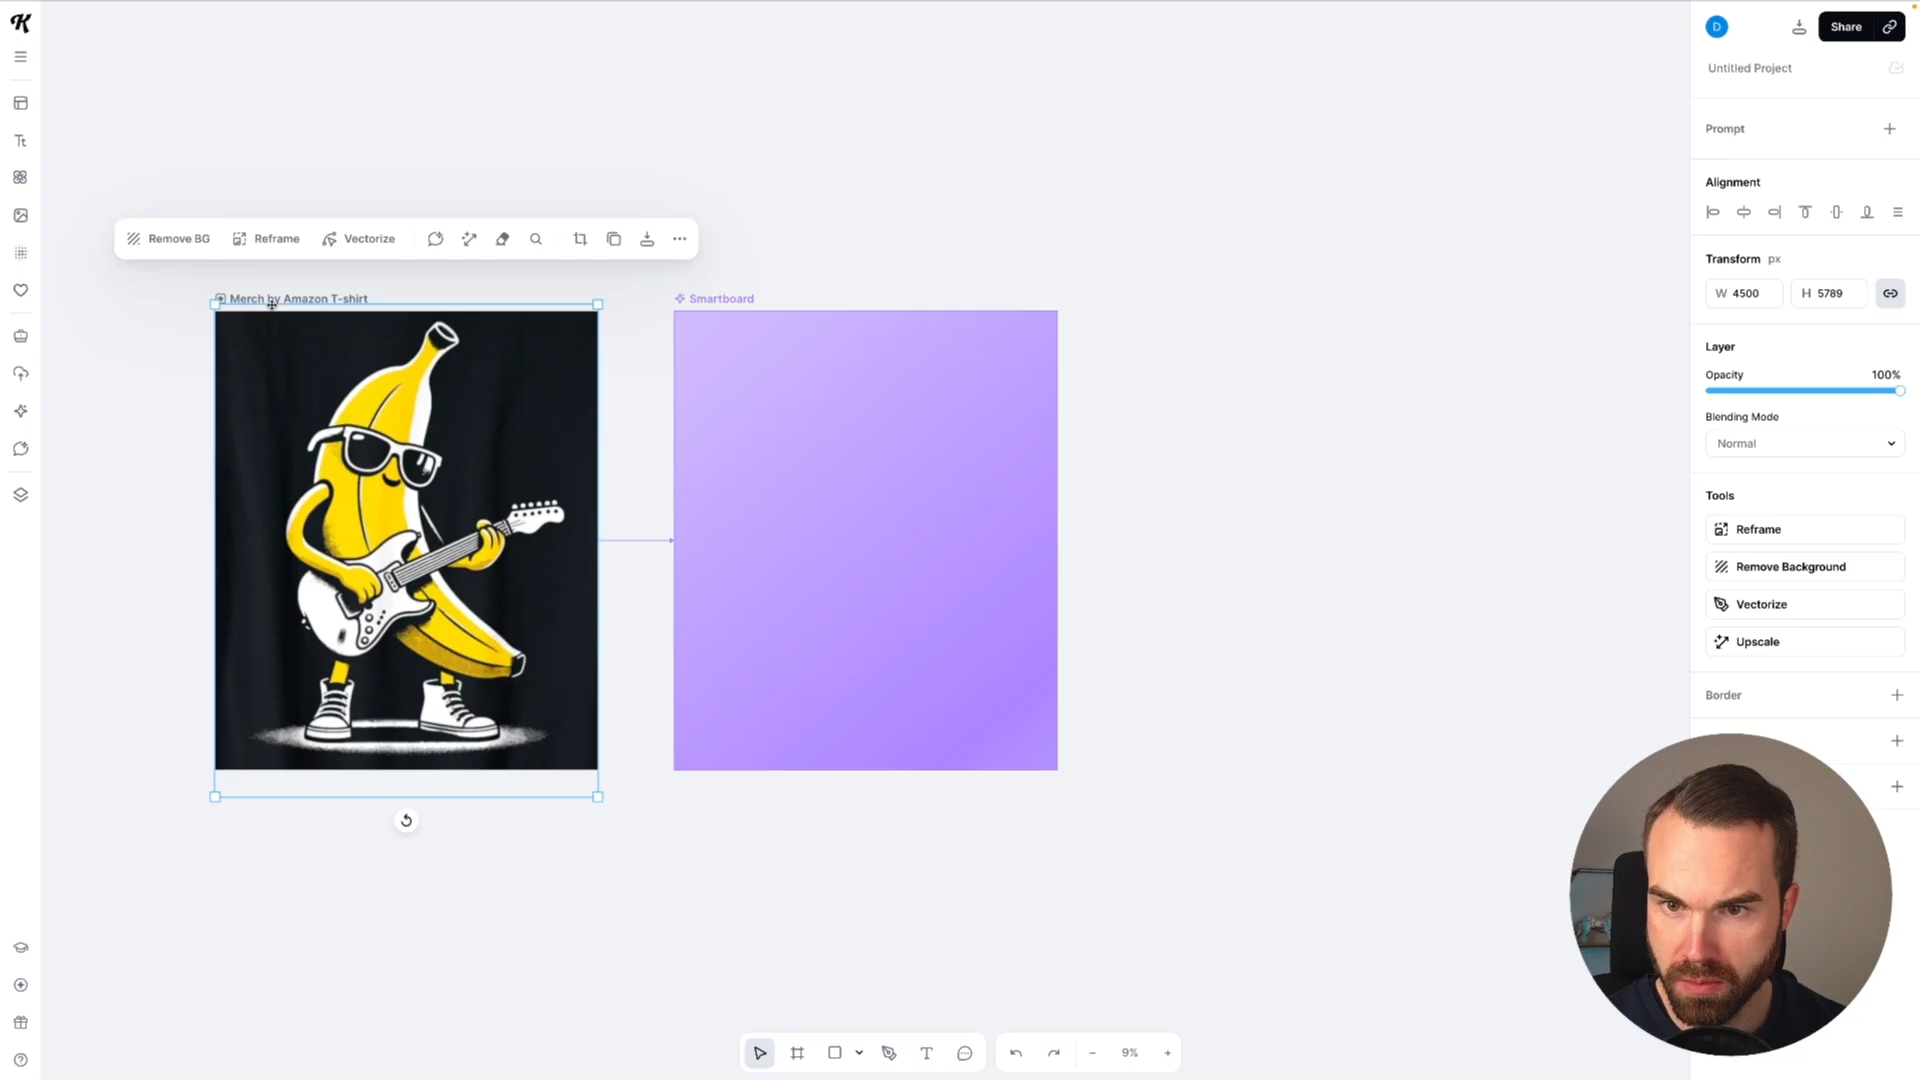 D
Share
Untitled Project
Prompt
Alignment
Transform px
W 4500
H 5789
Layer
Opacity 100%
Blending Mode
Normal
Tools
Reframe
Remove Background
Vectorize
Upscale
Border
Remove BG
Reframe
Vectorize
Merch by Amazon T-shirt
Smartboard
Tt
T
9%